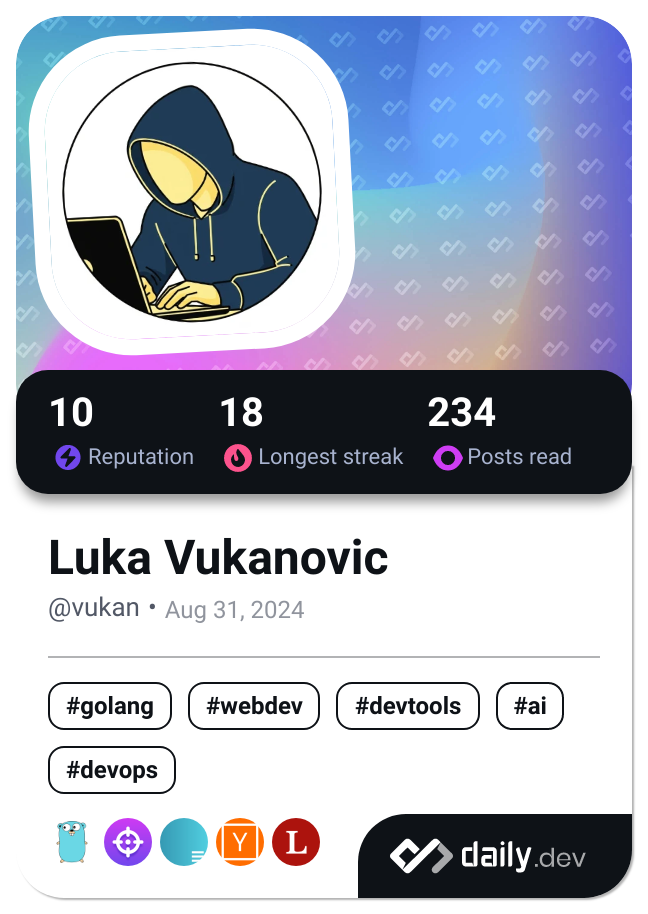 10 18 234
Reputation Longest streak Posts read
Luka Vukanovic
@vukan • Aug 31, 2024
#golang #webdev #devtools #ai
#devops
Y L daily.dev